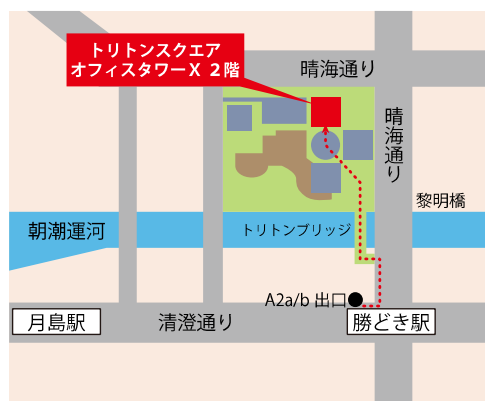 トリトンスクエア
オフィスタワーX 2階
晴海通り
晴海通り
黎明橋
朝潮運河
トリトンブリッジ
A2a/b 出口
月島駅
清澄通り
勝どき駅